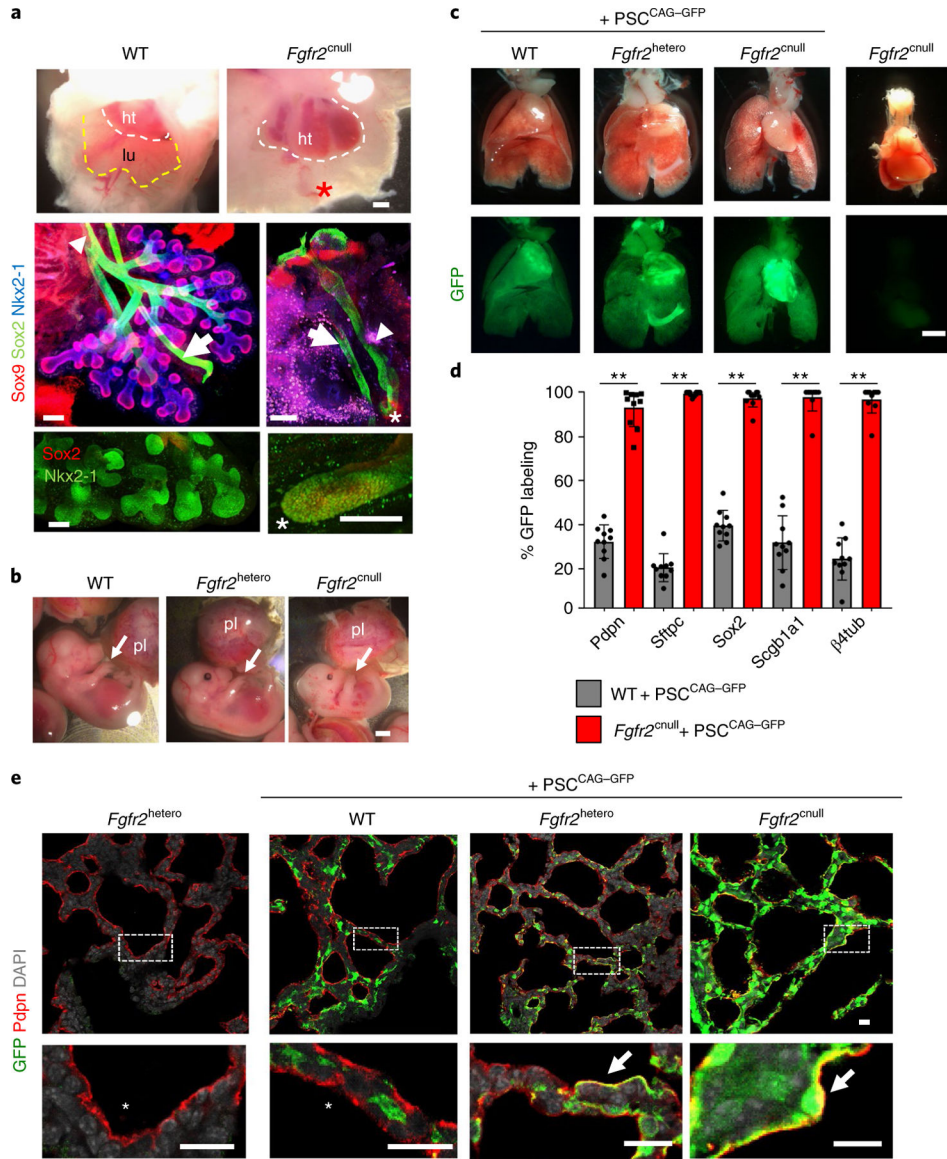 a
WT
Fgfr2cnull
ht
lu
ht
*
Sox9 Sox2 Nkx2-1
*
Sox2
Nkx2-1
*
b
WT
Fgfr2hetero
Fgfr2cnull
pl
pl
pl
c
+ PSCCAG–GFP
WT
Fgfr2hetero
Fgfr2cnull
Fgfr2cnull
GFP
d
** ** ** ** **
% GFP labeling
100
80
60
40
20
0
Pdpn
Sftpc
Sox2
Scgb1a1
β4tub
WT + PSCCAG–GFP
Fgfr2cnull + PSCCAG–GFP
e
+ PSCCAG–GFP
Fgfr2hetero
WT
Fgfr2hetero
Fgfr2cnull
GFP Pdpn DAPI
*
*